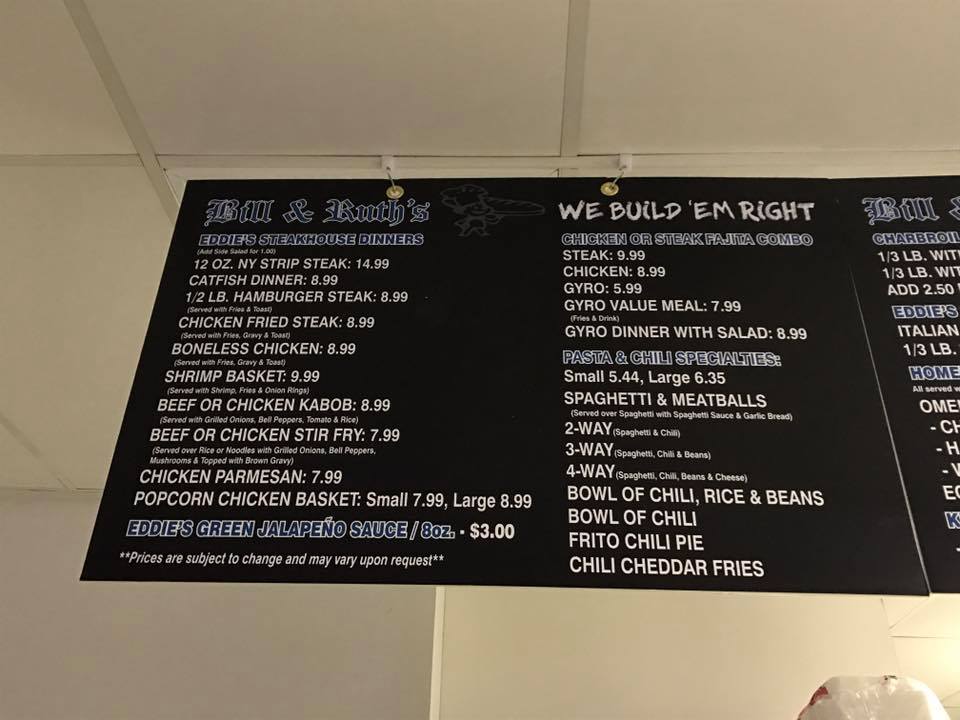 Bill & Ruth's
EDDIE'S STEAKHOUSE DINNERS
(Add Side Salad for 1.00)
12 OZ. NY STRIP STEAK: 14.99
CATFISH DINNER: 8.99
1/2 LB. HAMBURGER STEAK: 8.99
(Served with Fries & Toast)
CHICKEN FRIED STEAK: 8.99
(Served with Fries, Gravy & Toast)
BONELESS CHICKEN: 8.99
(Served with Fries, Gravy & Toast)
SHRIMP BASKET: 9.99
(Served with Shrimp, Fries & Onion Rings)
BEEF OR CHICKEN KABOB: 8.99
(Served with Grilled Onions, Bell Peppers, Tomato & Rice)
BEEF OR CHICKEN STIR FRY: 7.99
(Served over Rice or Noodles with Grilled Onions, Bell Peppers,
Mushrooms & Topped with Brown Gravy)
CHICKEN PARMESAN: 7.99
POPCORN CHICKEN BASKET: Small 7.99, Large 8.99
EDDIE'S GREEN JALAPEÑO SAUCE / 8oz. - $3.00
**Prices are subject to change and may vary upon request**
WE BUILD 'EM RIGHT
CHICKEN OR STEAK FAJITA COMBO
STEAK: 9.99
CHICKEN: 8.99
GYRO: 5.99
GYRO VALUE MEAL: 7.99
(Fries & Drink)
GYRO DINNER WITH SALAD: 8.99
PASTA & CHILI SPECIALTIES:
Small 5.44, Large 6.35
SPAGHETTI & MEATBALLS
(Served over Spaghetti with Spaghetti Sauce & Garlic Bread)
2-WAY (Spaghetti & Chili)
3-WAY (Spaghetti, Chili & Beans)
4-WAY (Spaghetti, Chili, Beans & Cheese)
BOWL OF CHILI, RICE & BEANS
BOWL OF CHILI
FRITO CHILI PIE
CHILI CHEDDAR FRIES
Bill &
CHARBROIL
1/3 LB. WIT
1/3 LB. WIT
ADD 2.50
EDDIE'S
ITALIAN
1/3 LB.
HOME
All served w
OME
- CH
- H